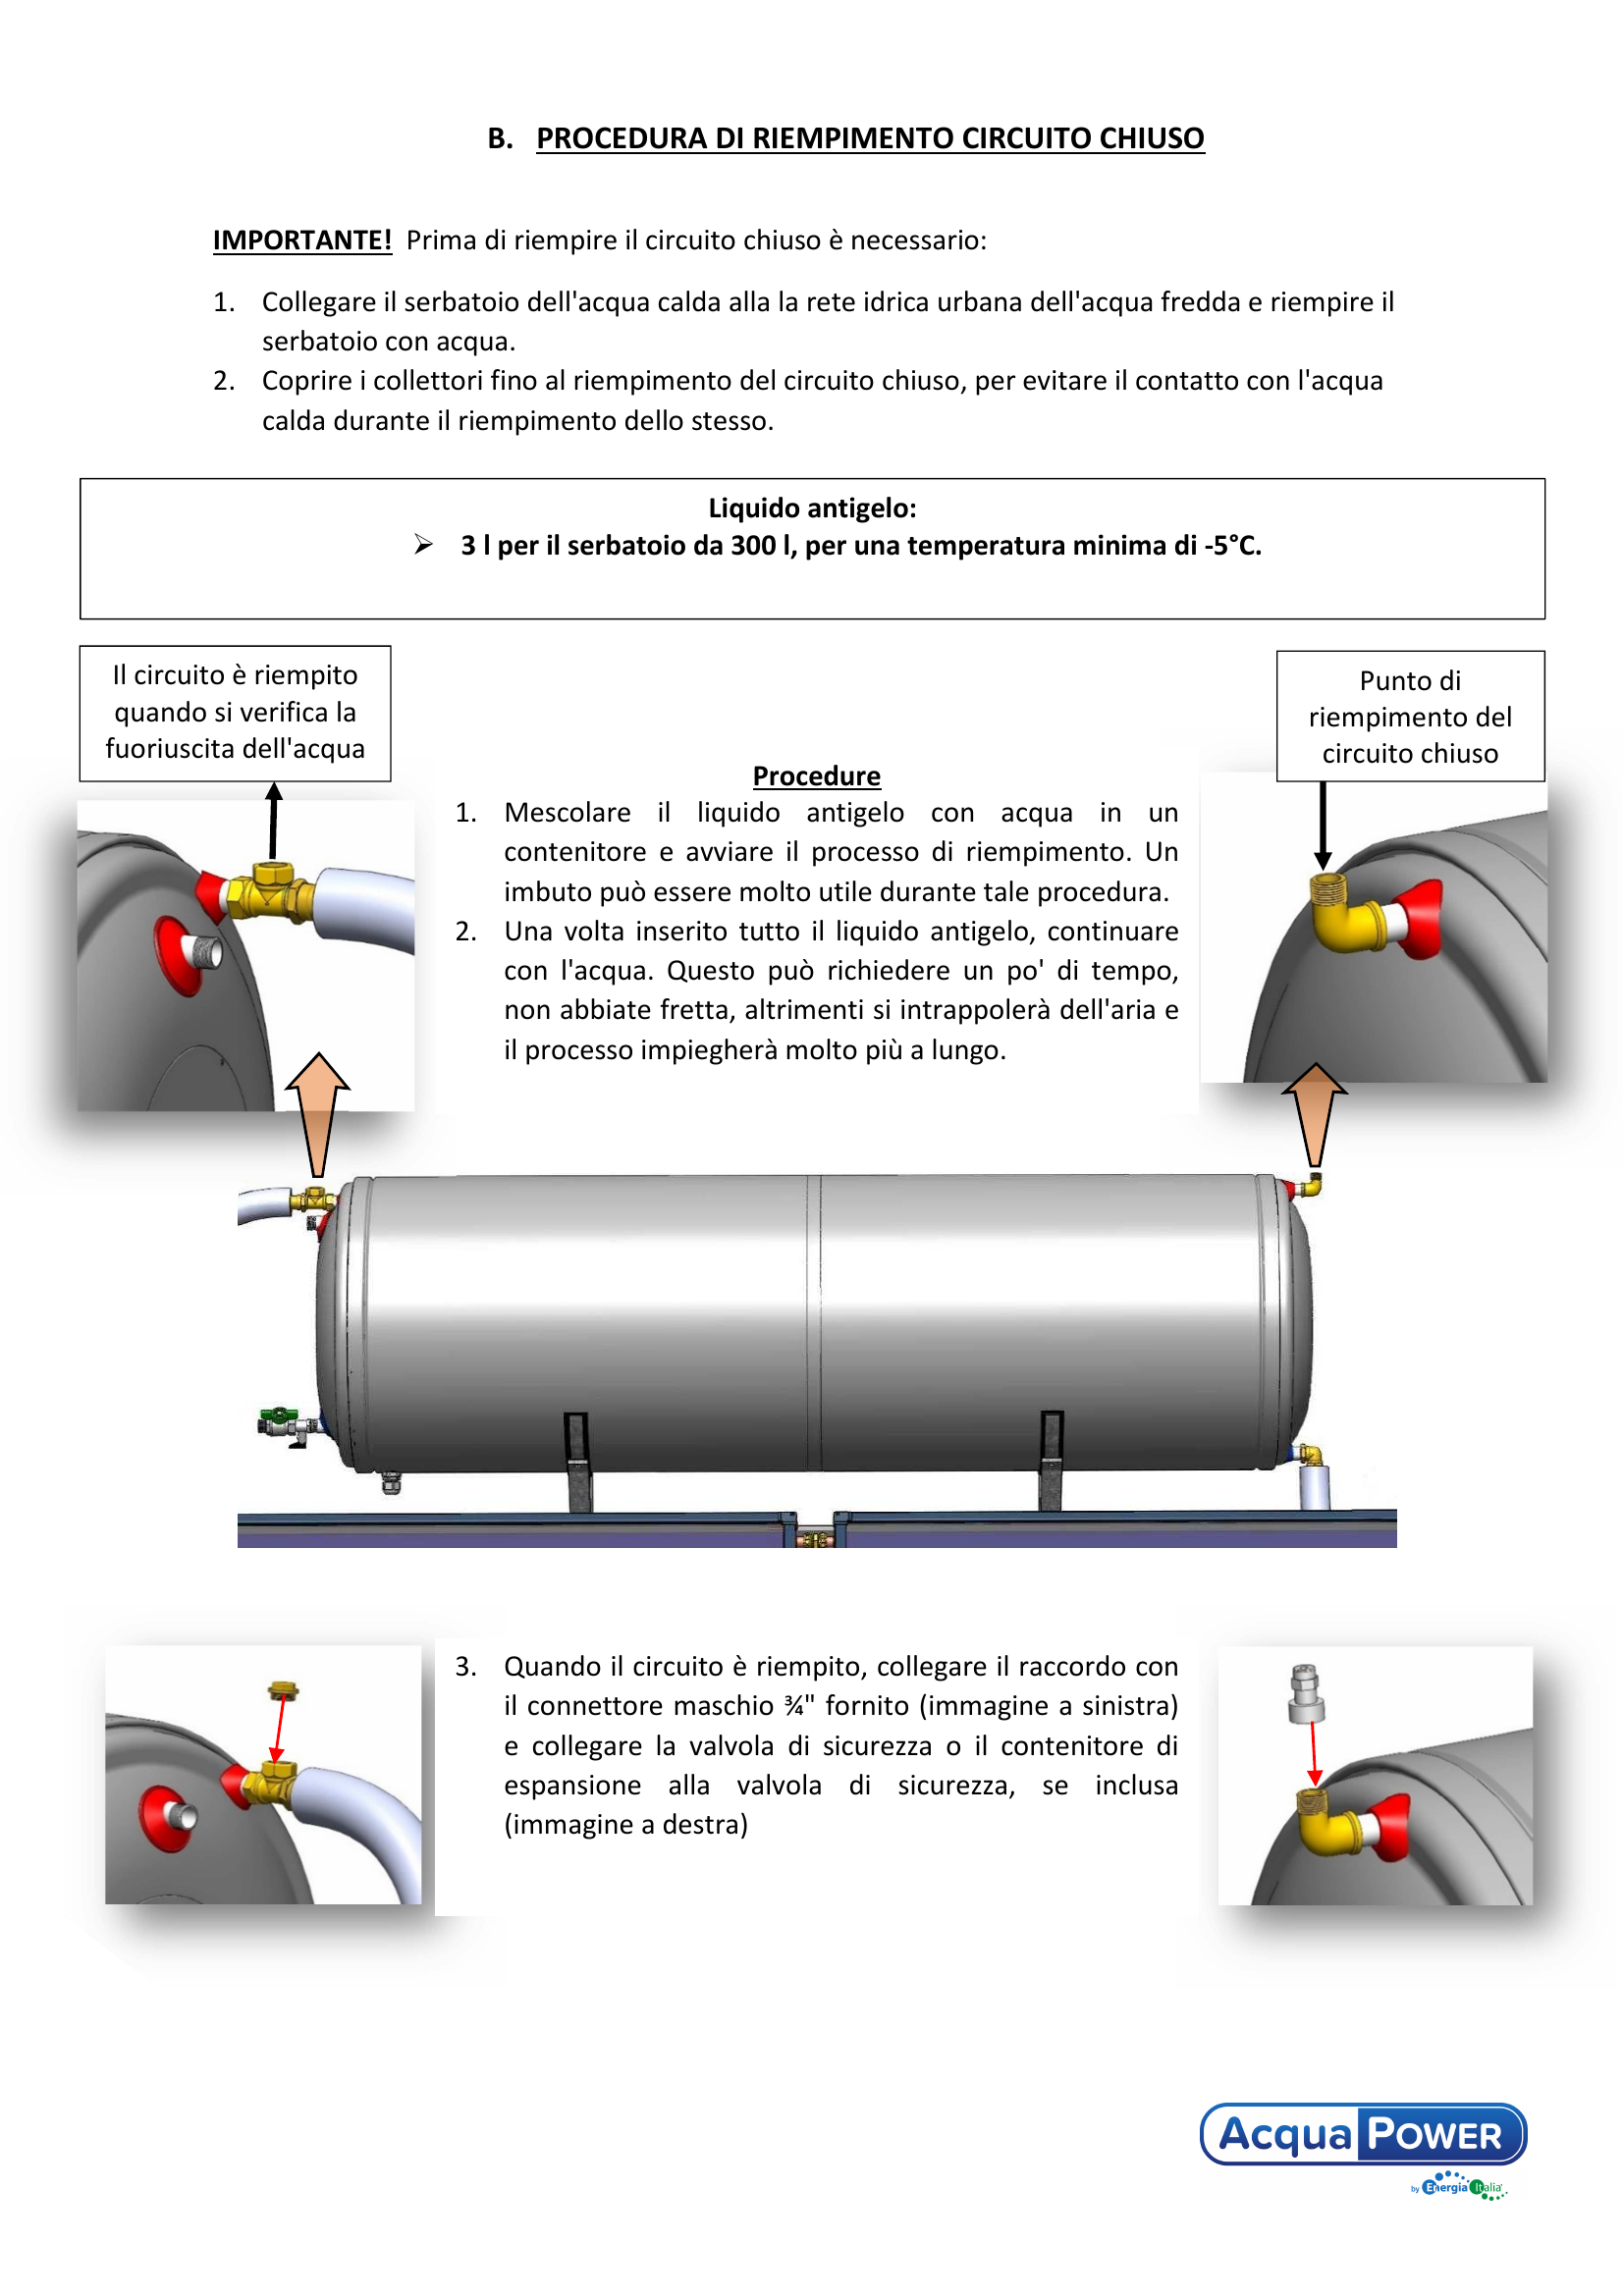 B. PROCEDURA DI RIEMPIMENTO CIRCUITO CHIUSO
IMPORTANTE! Prima di riempire il circuito chiuso è necessario:
1. Collegare il serbatoio dell'acqua calda alla la rete idrica urbana dell'acqua fredda e riempire il
serbatoio con acqua.
2. Coprire i collettori fino al riempimento del circuito chiuso, per evitare il contatto con l'acqua
calda durante il riempimento dello stesso.
Liquido antigelo:
➢ 3 l per il serbatoio da 300 l, per una temperatura minima di -5°C.
Il circuito è riempito
quando si verifica la
fuoriuscita dell'acqua
Punto di
riempimento del
circuito chiuso
Procedure
1. Mescolare il liquido antigelo con acqua in un
contenitore e avviare il processo di riempimento. Un
imbuto può essere molto utile durante tale procedura.
2. Una volta inserito tutto il liquido antigelo, continuare
con l'acqua. Questo può richiedere un po' di tempo,
non abbiate fretta, altrimenti si intrappolerà dell'aria e
il processo impiegherà molto più a lungo.
3. Quando il circuito è riempito, collegare il raccordo con
il connettore maschio ¾" fornito (immagine a sinistra)
e collegare la valvola di sicurezza o il contenitore di
espansione alla valvola di sicurezza, se inclusa
(immagine a destra)
Acqua POWER
by Energia Italia